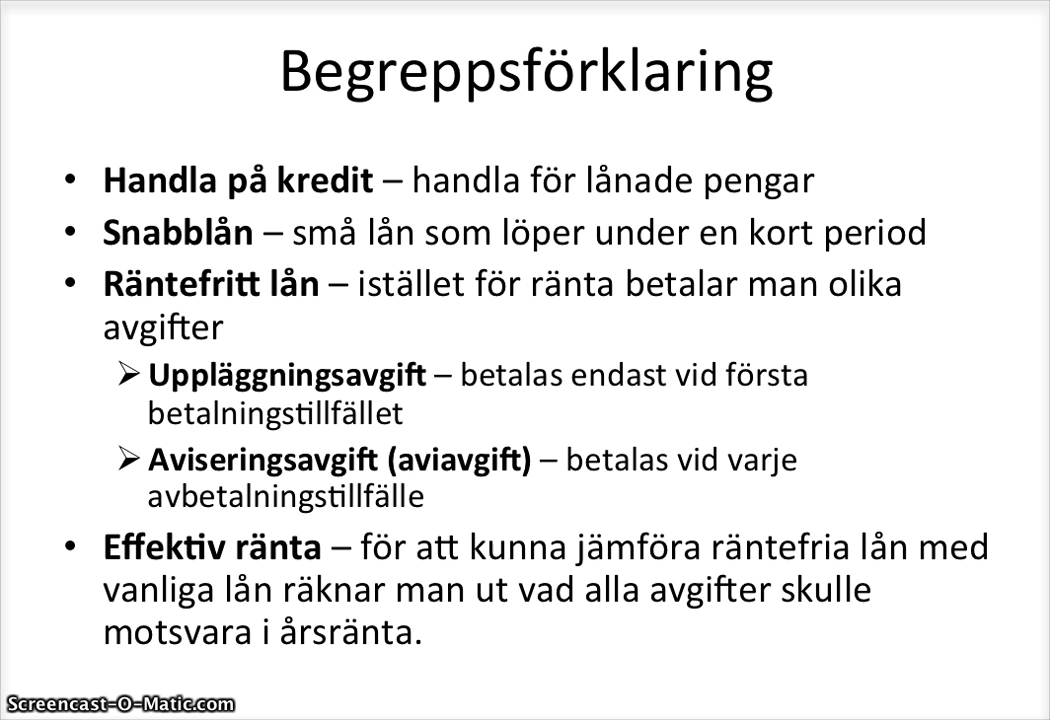 Begreppsförklaring
• Handla på kredit – handla för lånade pengar
• Snabblån – små lån som löper under en kort period
• Räntefritt lån – istället för ränta betalar man olika
avgifter
➢ Uppläggningsavgift – betalas endast vid första
betalningstillfället
➢ Aviseringsavgift (aviavgift) – betalas vid varje
avbetalningstillfälle
• Effektiv ränta – för att kunna jämföra räntefria lån med
vanliga lån räknar man ut vad alla avgifter skulle
motsvara i årsränta.
Screencast-O-Matic.com